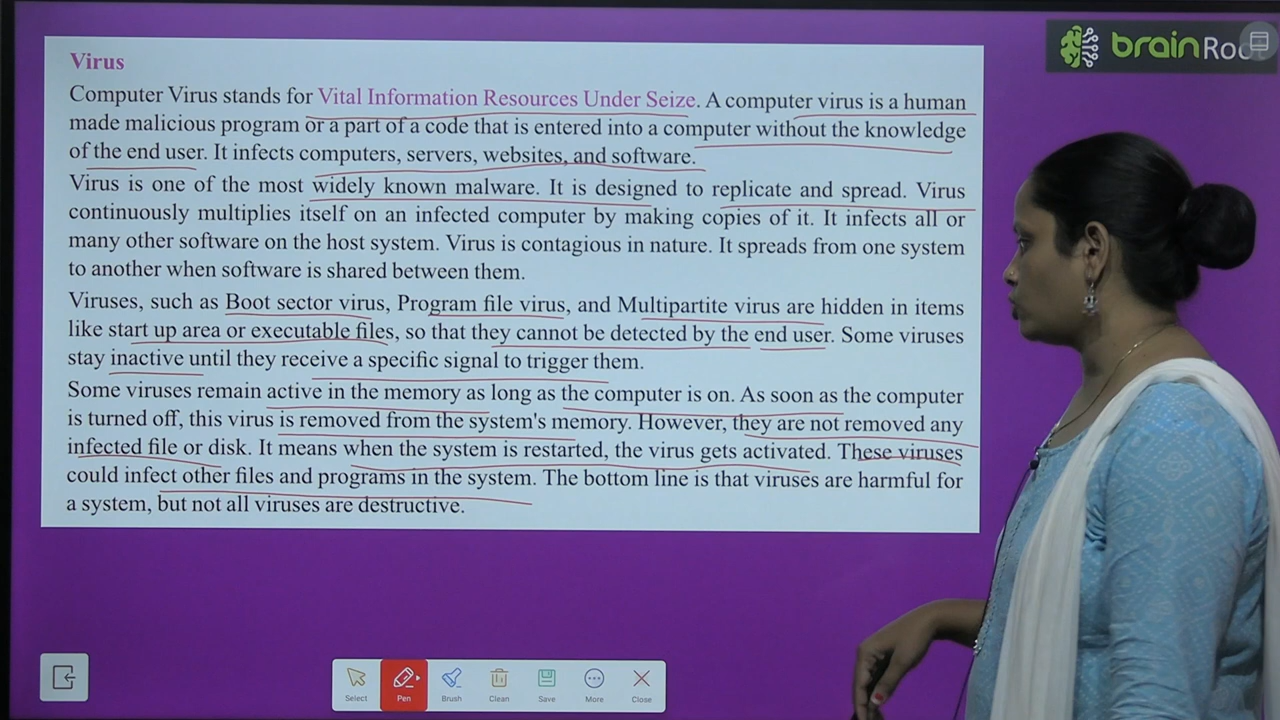 brainRoo
Virus
Computer Virus stands for Vital Information Resources Under Seize. A computer virus is a human
made malicious program or a part of a code that is entered into a computer without the knowledge
of the end user. It infects computers, servers, websites, and software.
Virus is one of the most widely known malware. It is designed to replicate and spread. Virus
continuously multiplies itself on an infected computer by making copies of it. It infects all or
many other software on the host system. Virus is contagious in nature. It spreads from one system
to another when software is shared between them.
Viruses, such as Boot sector virus, Program file virus, and Multipartite virus are hidden in items
like start up area or executable files, so that they cannot be detected by the end user. Some viruses
stay inactive until they receive a specific signal to trigger them.
Some viruses remain active in the memory as long as the computer is on. As soon as the computer
is turned off, this virus is removed from the system's memory. However, they are not removed any
infected file or disk. It means when the system is restarted, the virus gets activated. These viruses
could infect other files and programs in the system. The bottom line is that viruses are harmful for
a system, but not all viruses are destructive.
Select Pen Brush Clean Save More Close